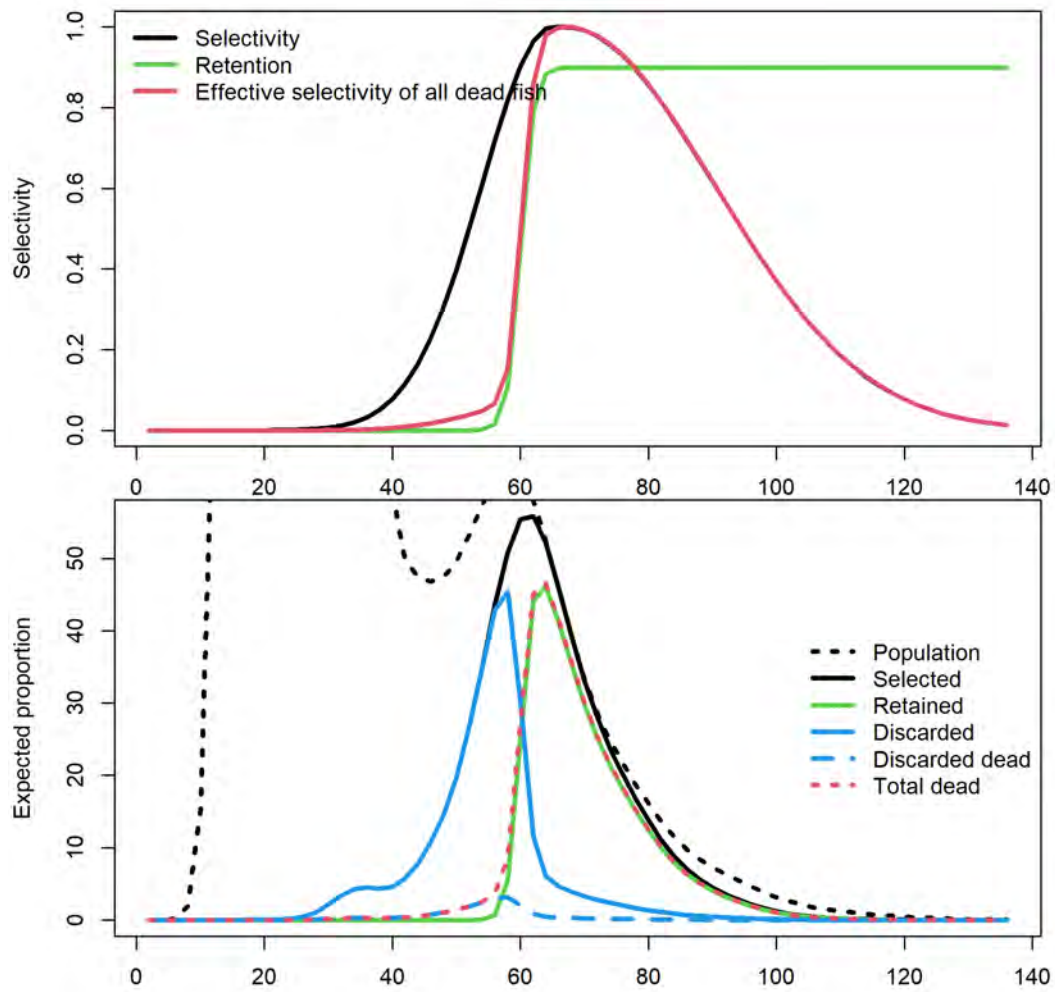 Selectivity
Retention
Effective selectivity of all dead fish
Selectivity
0.0 0.2 0.4 0.6 0.8 1.0
0 20 40 60 80 100 120 140
Population
Selected
Retained
Discarded
Discarded dead
Total dead
Expected proportion
0 10 20 30 40 50
0 20 40 60 80 100 120 140